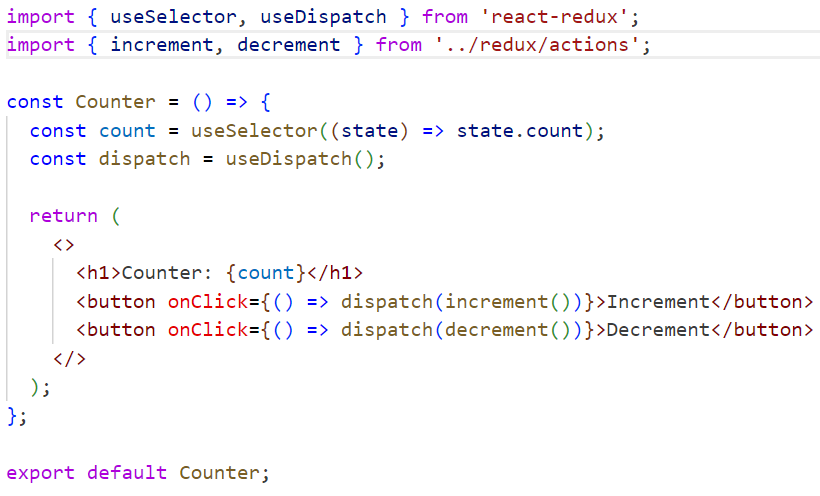 import { useSelector, useDispatch } from 'react-redux';
import { increment, decrement } from '../redux/actions';
const Counter = () => {
const count = useSelector((state) => state.count);
const dispatch = useDispatch();
return (
<>
<h1>Counter: {count}</h1>
<button onClick={() => dispatch(increment())}>Increment</button>
<button onClick={() => dispatch(decrement())}>Decrement</button>
</>
);
};
export default Counter;